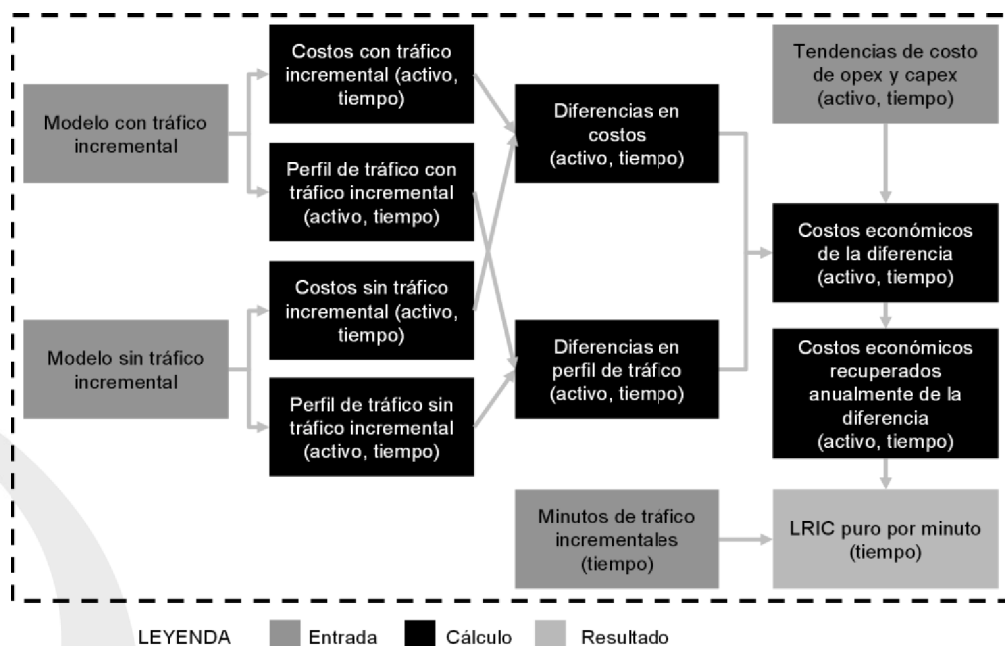 Modelo con tráfico
incremental
Modelo sin tráfico
incremental
Costos con tráfico
incremental (activo,
tiempo)
Perfil de tráfico con
tráfico incremental
(activo, tiempo)
Costos sin tráfico
incremental (activo,
tiempo)
Perfil de tráfico sin
tráfico incremental
(activo, tiempo)
Diferencias en
costos
(activo, tiempo)
Diferencias en
perfil de tráfico
(activo, tiempo)
Minutos de tráfico
incrementales
(tiempo)
Tendencias de costo
de opex y capex
(activo, tiempo)
Costos económicos
de la diferencia
(activo, tiempo)
Costos económicos
recuperados
anualmente de la
diferencia
(activo, tiempo)
LRIC puro por minuto
(tiempo)
LEYENDA
Entrada
Cálculo
Resultado